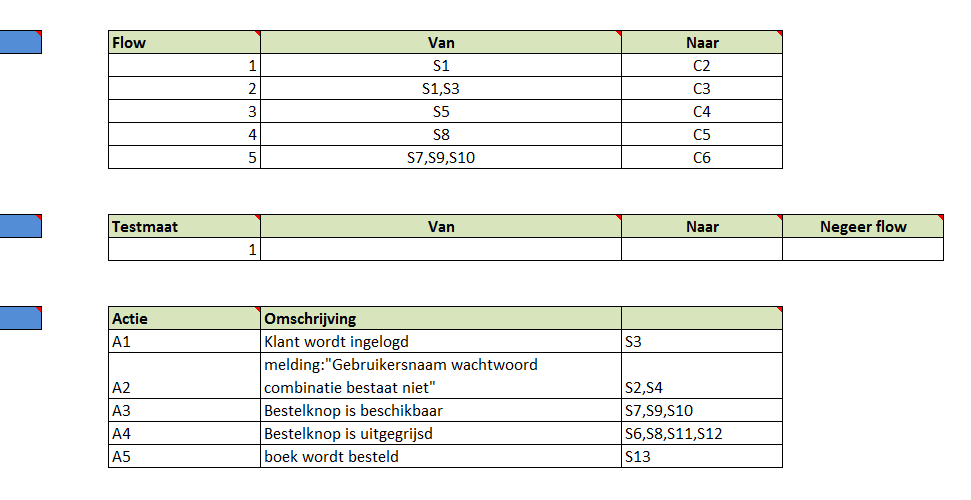 Flow Van Naar
1 S1 C2
2 S1,S3 C3
3 S5 C4
4 S8 C5
5 S7,S9,S10 C6
Testmaat Van Naar Negeer flow
1
Actie Omschrijving
A1 Klant wordt ingelogd S3
melding:"Gebruikersnaam wachtwoord
A2 combinatie bestaat niet" S2,S4
A3 Bestelknop is beschikbaar S7,S9,S10
A4 Bestelknop is uitgegrijsd S6,S8,S11,S12
A5 boek wordt besteld S13